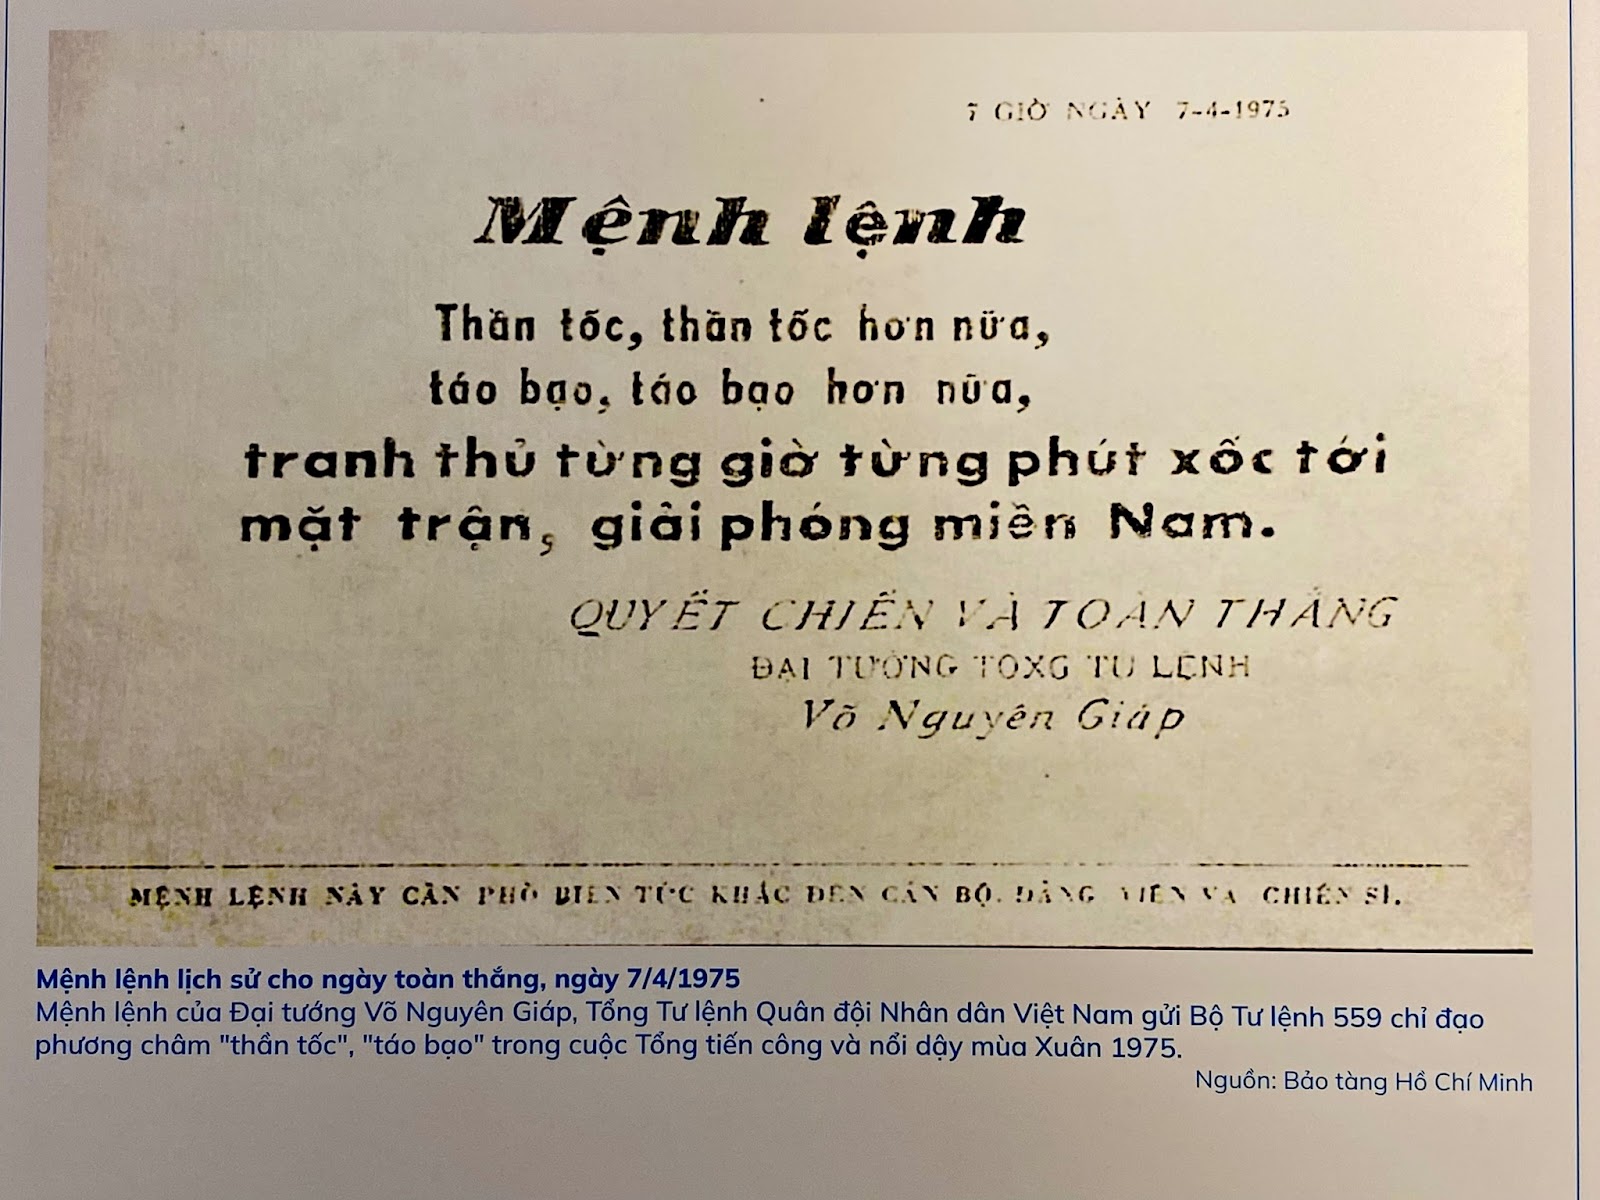 7 GIỜ NGÀY 7-4-1975
Mệnh lệnh
Thần tốc, thần tốc hơn nữa,
táo bạo, táo bạo hơn nữa,
tranh thủ từng giờ từng phút xốc tới
mặt trận, giải phóng miền Nam.
QUYẾT CHIẾN VÀ TOÀN THẮNG
ĐẠI TƯỚNG TỔNG TƯ LỆNH
Võ Nguyên Giáp
MỆNH LỆNH NÀY CẦN PHỔ BIẾN TỨC KHẮC ĐẾN CÁN BỘ, ĐẢNG VIÊN VÀ CHIẾN SĨ.
Mệnh lệnh lịch sử cho ngày toàn thắng, ngày 7/4/1975
Mệnh lệnh của Đại tướng Võ Nguyên Giáp, Tổng Tư lệnh Quân đội Nhân dân Việt Nam gửi Bộ Tư lệnh 559 chỉ đạo
phương châm "thần tốc", "táo bạo" trong cuộc Tổng tiến công và nổi dậy mùa Xuân 1975.
Nguồn: Bảo tàng Hồ Chí Minh